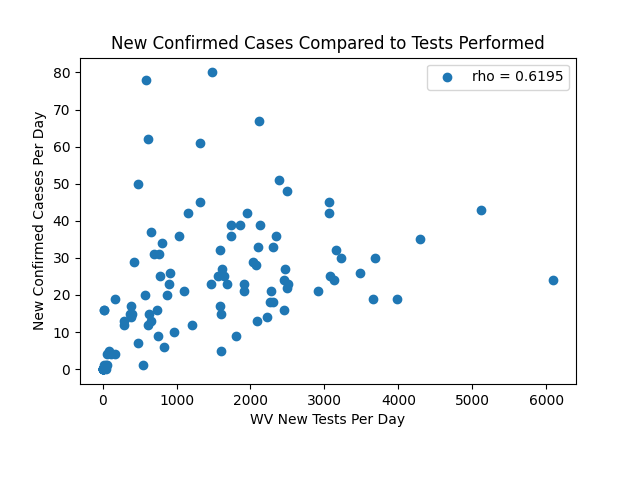 New Confirmed Cases Compared to Tests Performed
rho = 0.6195
80
70
60
50
40
30
20
10
0
New Confirmed Caeses Per Day
0 1000 2000 3000 4000 5000 6000
WV New Tests Per Day